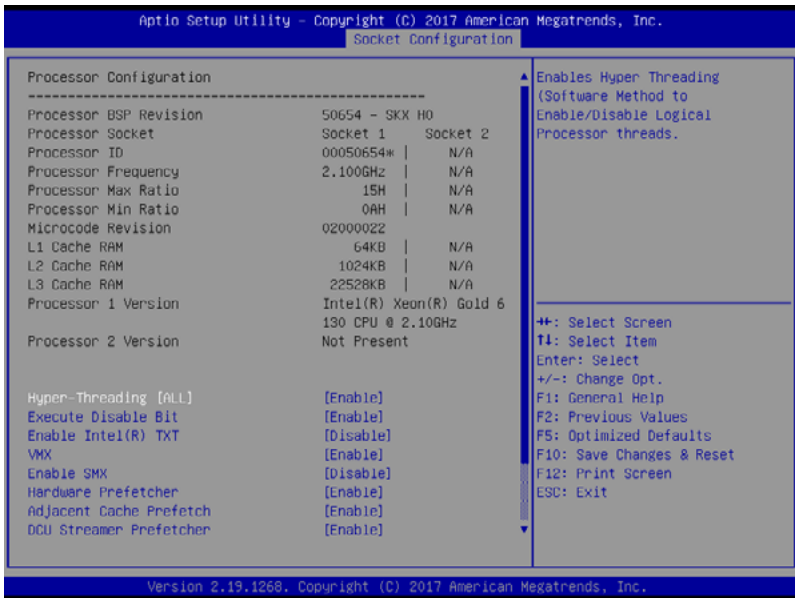 Aptio Setup Utility – Copyright (C) 2017 American Megatrends, Inc.
Socket Configuration
Processor Configuration
--------------------------------------------------
Processor BSP Revision 50654 - SKX H0
Processor Socket Socket 1 Socket 2
Processor ID 00050654* | N/A
Processor Frequency 2.100GHz | N/A
Processor Max Ratio 15H | N/A
Processor Min Ratio 0AH | N/A
Microcode Revision 02000022
L1 Cache RAM 64KB | N/A
L2 Cache RAM 1024KB | N/A
L3 Cache RAM 22528KB | N/A
Processor 1 Version Intel(R) Xeon(R) Gold 6
130 CPU @ 2.10GHz
Processor 2 Version Not Present
Hyper-Threading [ALL] [Enable]
Execute Disable Bit [Enable]
Enable Intel(R) TXT [Disable]
VMX [Enable]
Enable SMX [Disable]
Hardware Prefetcher [Enable]
Adjacent Cache Prefetch [Enable]
DCU Streamer Prefetcher [Enable]
Enables Hyper Threading
(Software Method to
Enable/Disable Logical
Processor threads.
→←: Select Screen
↑↓: Select Item
Enter: Select
+/-: Change Opt.
F1: General Help
F2: Previous Values
F5: Optimized Defaults
F10: Save Changes & Reset
F12: Print Screen
ESC: Exit
Version 2.19.1268. Copyright (C) 2017 American Megatrends, Inc.